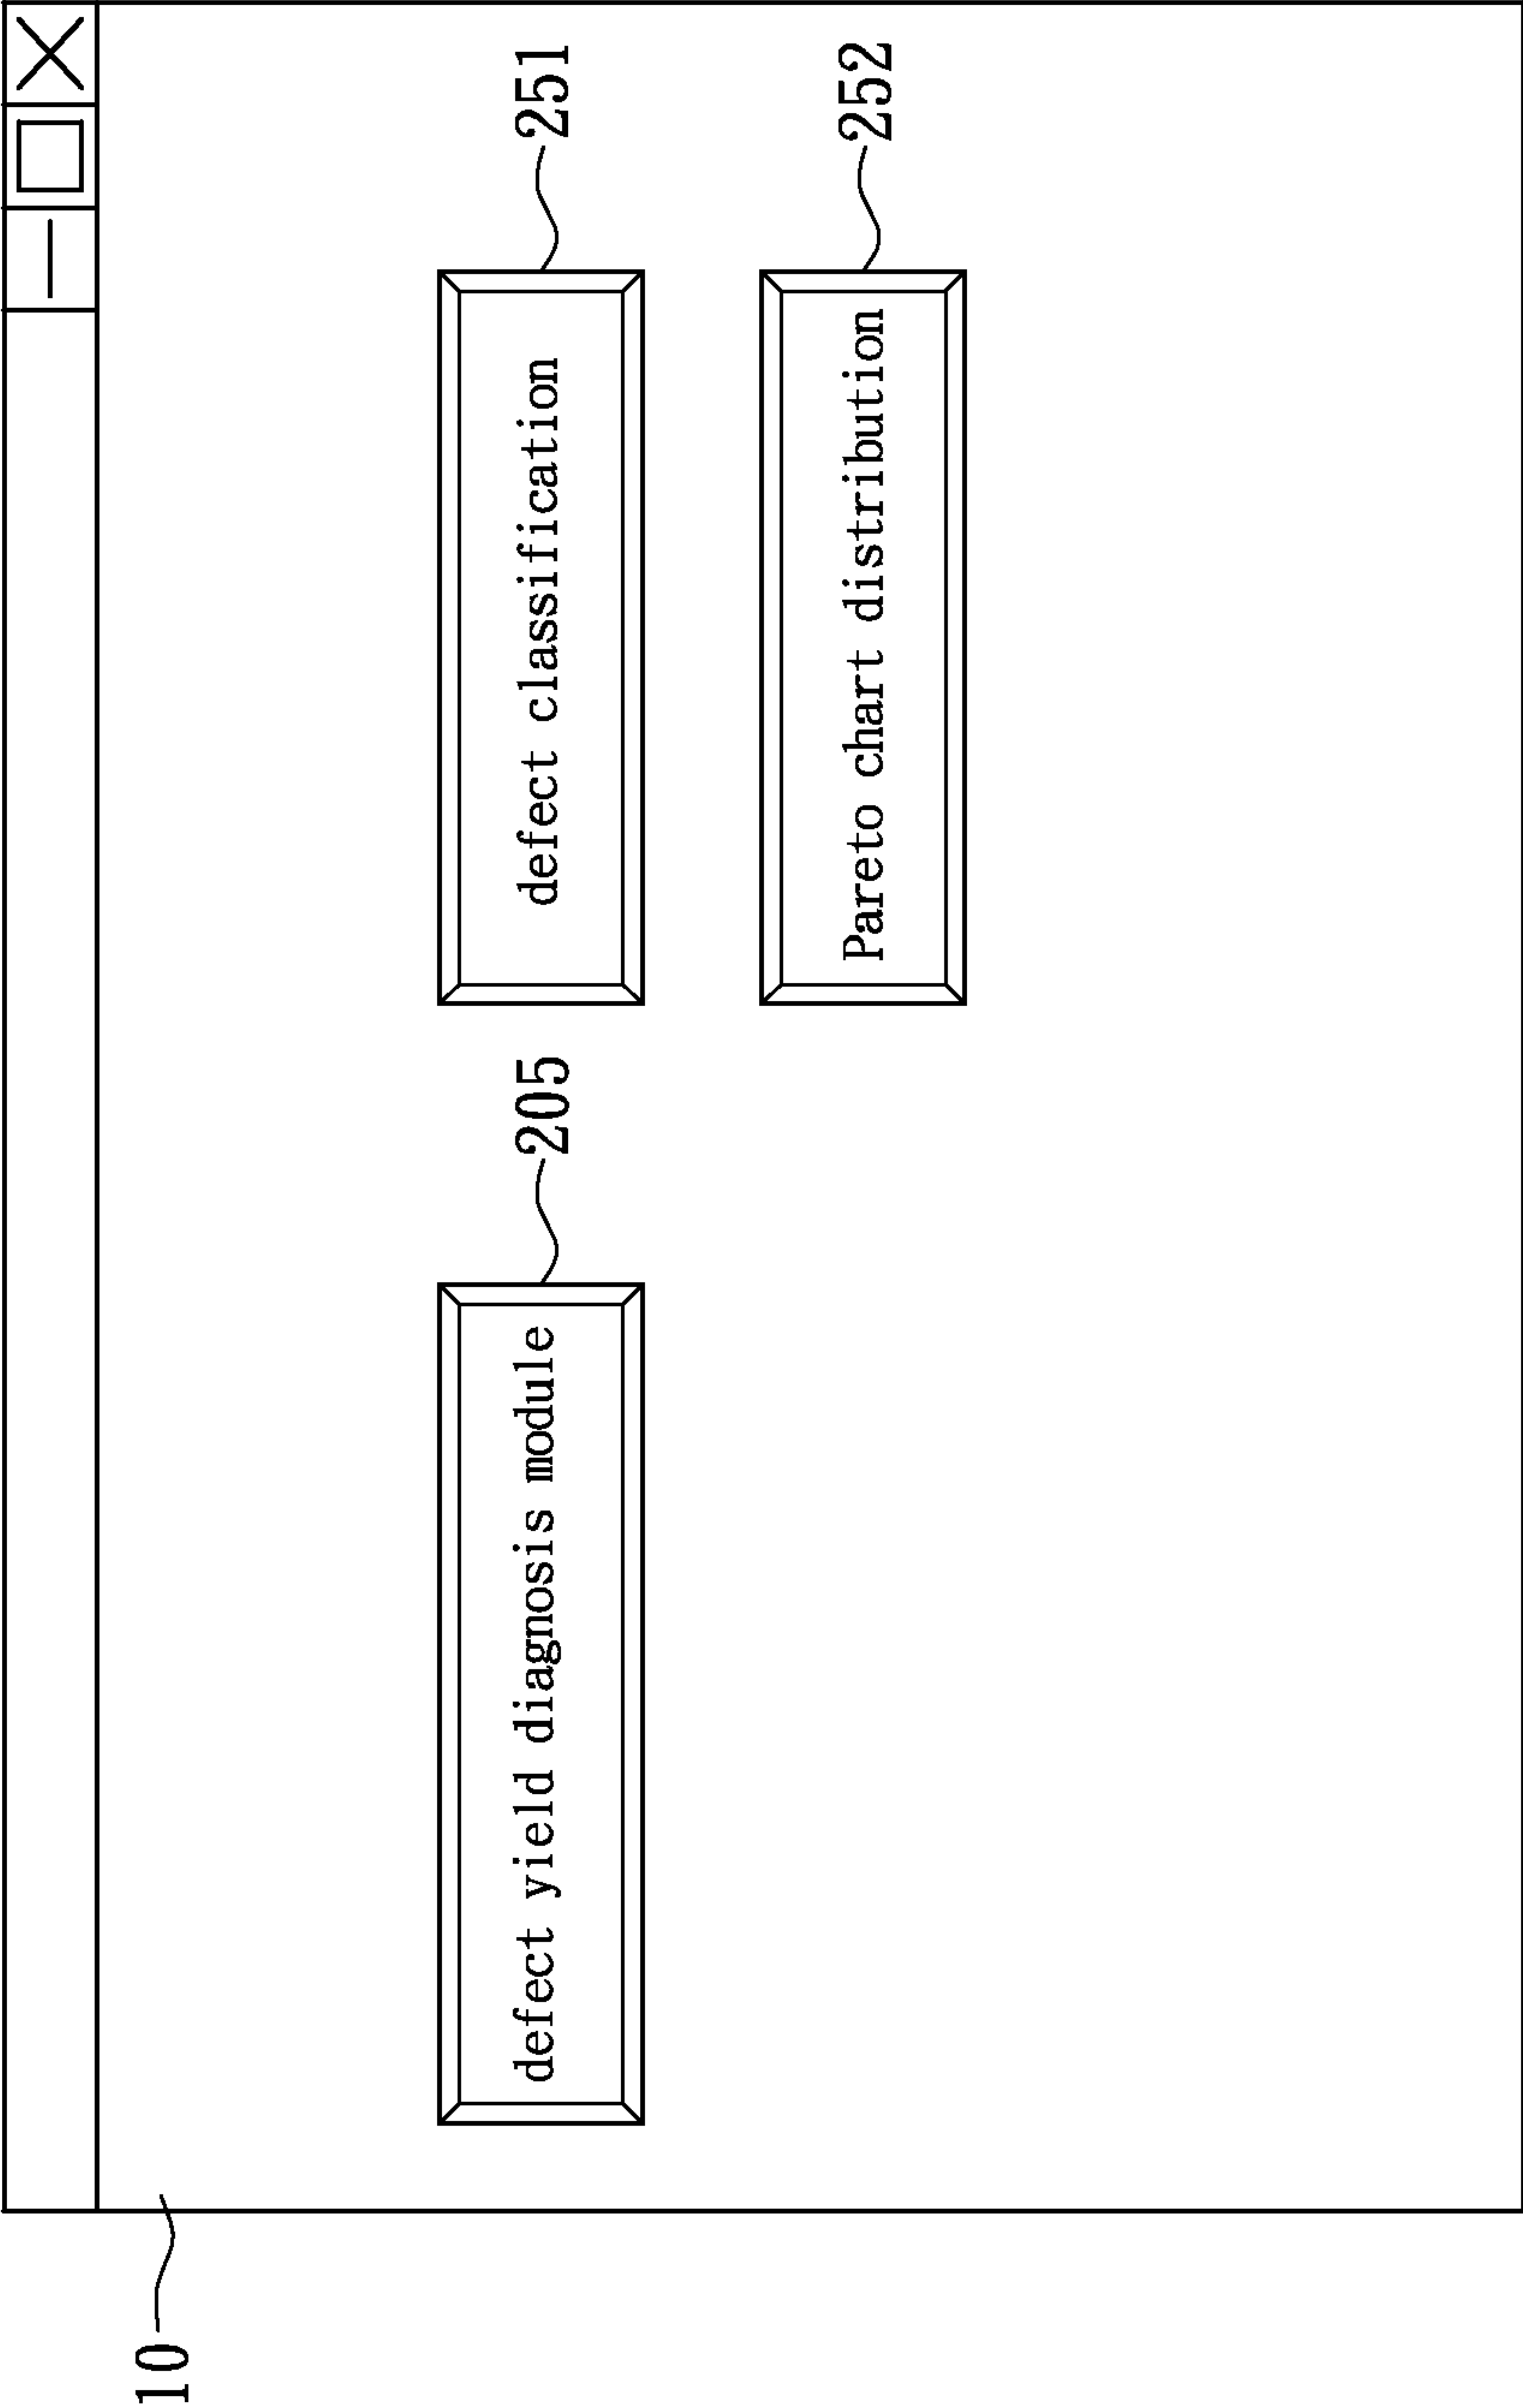 10
defect yield diagnosis module
205
defect classification
251
Pareto chart distribution
252